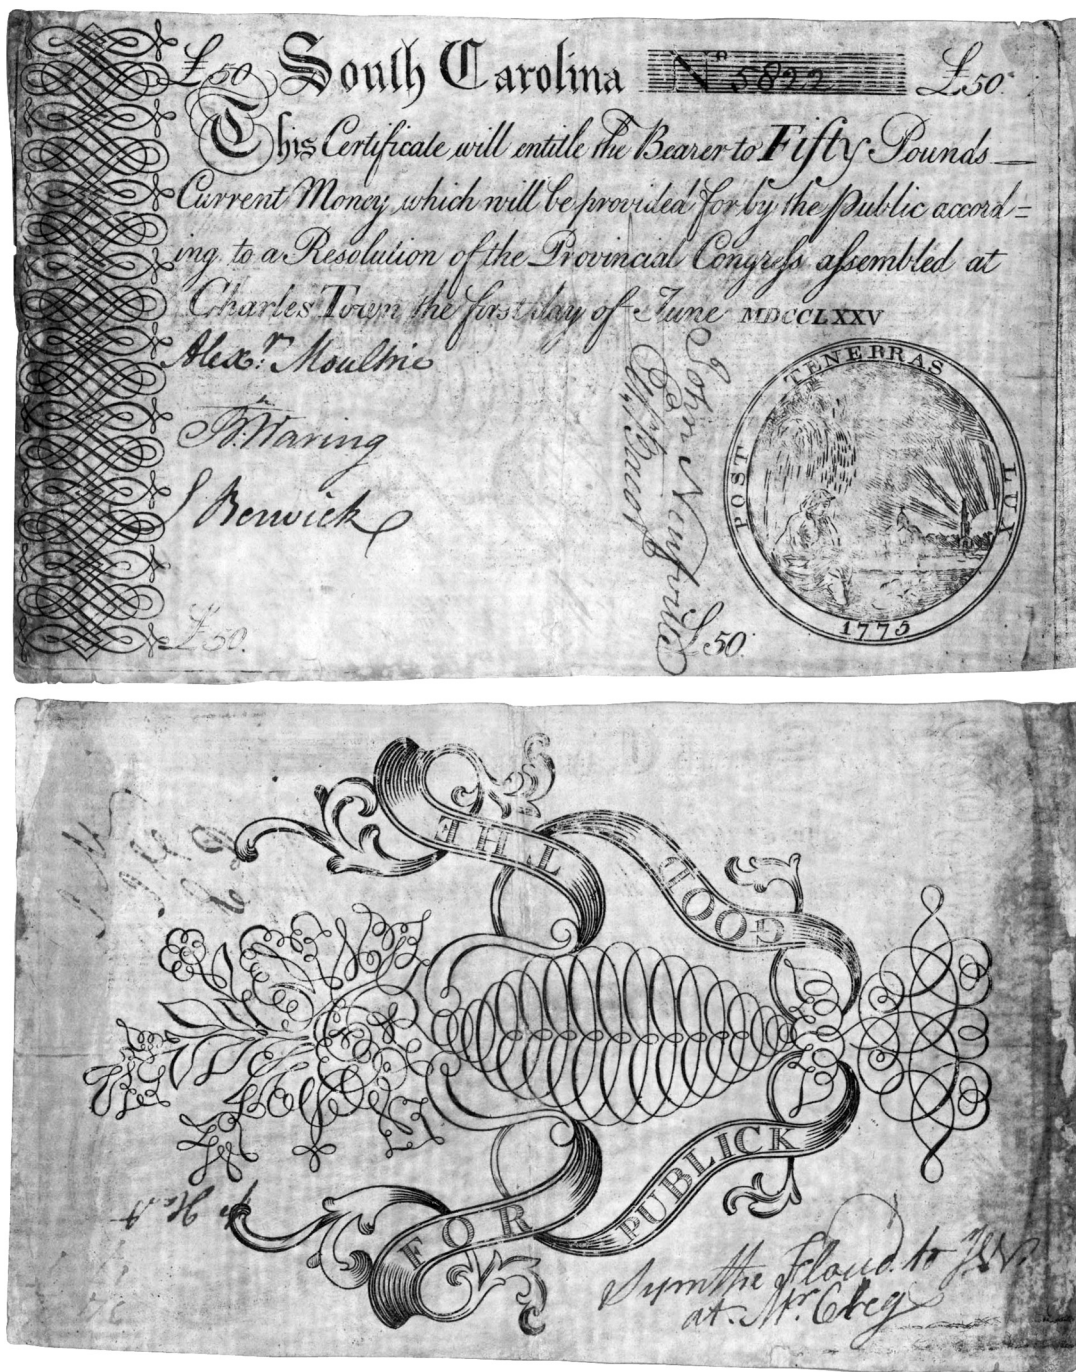 £50 South Carolina No 5822 £50.
This Certificate will entitle the Bearer to Fifty Pounds
Current Money, which will be provided for by the Public accord=
ing to a Resolution of the Provincial Congress assembled at
Charles Town the first day of June MDCCLXXV
Alexr. Moultrie
Waring
Berwick
John Neufville
POST TENEBRAS LUX
1775
£50.
£50.
FOR THE
PUBLICK GOOD
to
at Mr.